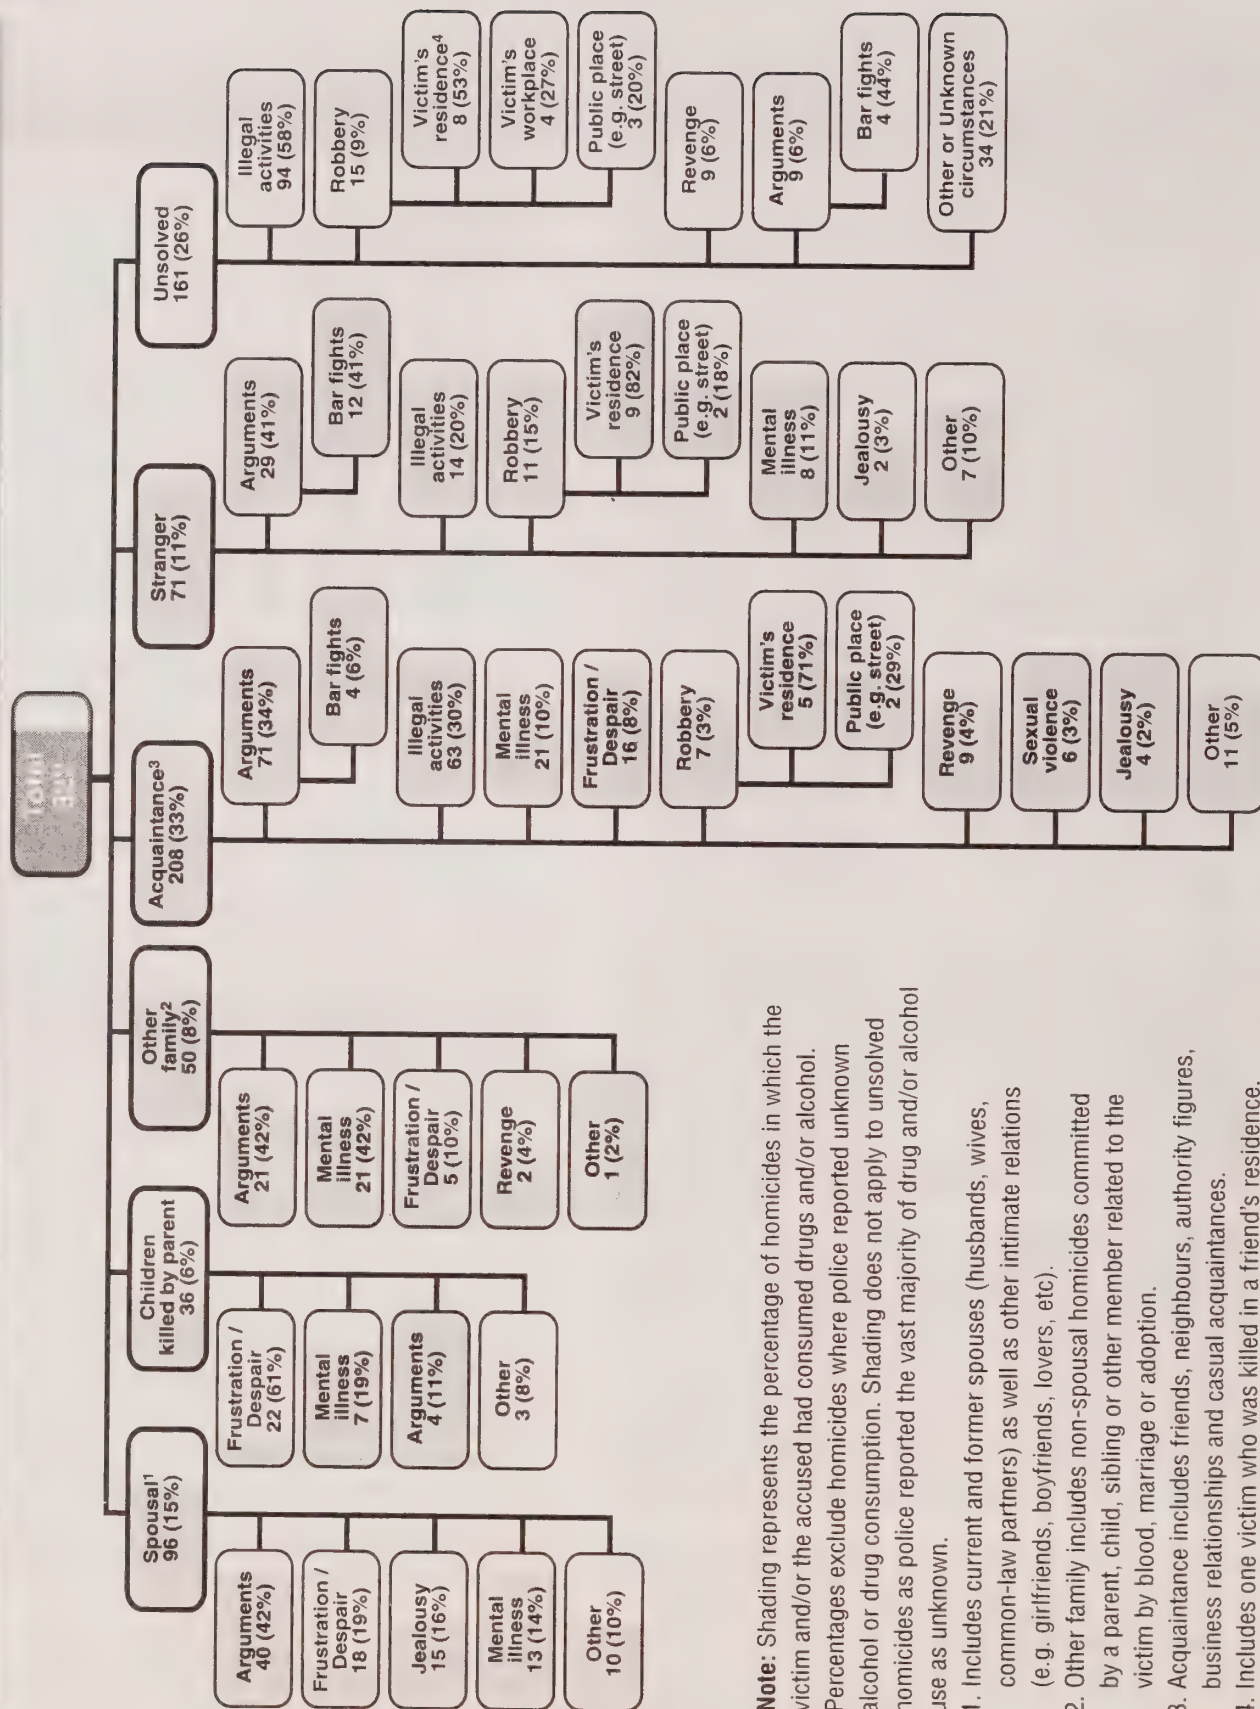 Spousal1
96 (15%)
Arguments
40 (42%)
Frustration /
Despair
18 (19%)
Jealousy
15 (16%)
Mental
illness
13 (14%)
Other
10 (10%)
Children
killed by parent
36 (6%)
Frustration /
Despair
22 (61%)
Mental
illness
7 (19%)
Arguments
4 (11%)
Other
3 (8%)
Other
family2
50 (8%)
Arguments
21 (42%)
Mental
illness
21 (42%)
Frustration /
Despair
5 (10%)
Revenge
2 (4%)
Other
1 (2%)
Acquaintance3
208 (33%)
Arguments
71 (34%)
Bar fights
4 (6%)
Illegal
activities
63 (30%)
Mental
illness
21 (10%)
Frustration /
Despair
16 (8%)
Robbery
7 (3%)
Victim's
residence
5 (71%)
Public place
(e.g. street)
2 (29%)
Revenge
9 (4%)
Sexual
violence
6 (3%)
Jealousy
4 (2%)
Other
11 (5%)
Stranger
71 (11%)
Arguments
29 (41%)
Bar fights
12 (41%)
Illegal
activities
14 (20%)
Robbery
11 (15%)
Victim's
residence
9 (82%)
Public place
(e.g. street)
2 (18%)
Mental
illness
8 (11%)
Jealousy
2 (3%)
Other
7 (10%)
Unsolved
161 (26%)
Illegal
activities
94 (58%)
Robbery
15 (9%)
Victim's
residence4
8 (53%)
Victim's
workplace
4 (27%)
Public place
(e.g. street)
3 (20%)
Revenge
9 (6%)
Arguments
9 (6%)
Bar fights
4 (44%)
Other or Unknown
circumstances
34 (21%)
Note: Shading represents the percentage of homicides in which the
victim and/or the accused had consumed drugs and/or alcohol.
Percentages exclude homicides where police reported unknown
alcohol or drug consumption. Shading does not apply to unsolved
homicides as police reported the vast majority of drug and/or alcohol
use as unknown.
1. Includes current and former spouses (husbands, wives,
common-law partners) as well as other intimate relations
(e.g. girlfriends, boyfriends, lovers, etc).
2. Other family includes non-spousal homicides committed
by a parent, child, sibling or other member related to the
victim by blood, marriage or adoption.
3. Acquaintance includes friends, neighbours, authority figures,
business relationships and casual acquaintances.
4. Includes one victim who was killed in a friend's residence.